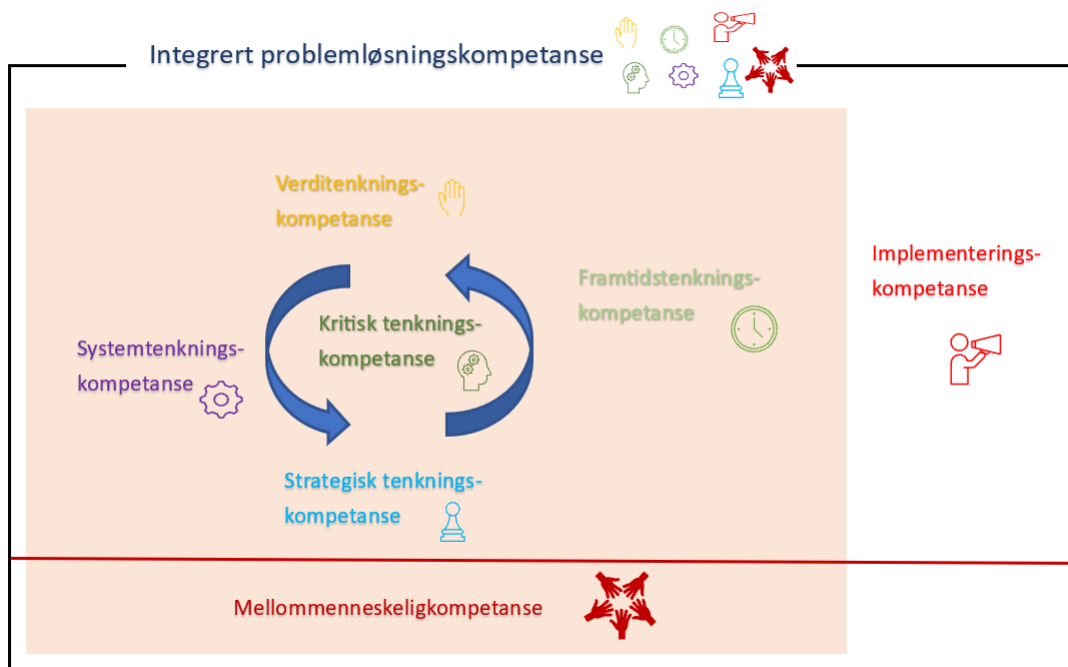 Integrert problemløsningskompetanse
Verditenknings-
kompetanse
Framtidstenknings-
kompetanse
Implementerings-
kompetanse
Kritisk tenknings-
kompetanse
Systemtenknings-
kompetanse
Strategisk tenknings-
kompetanse
Mellommenneskeligkompetanse